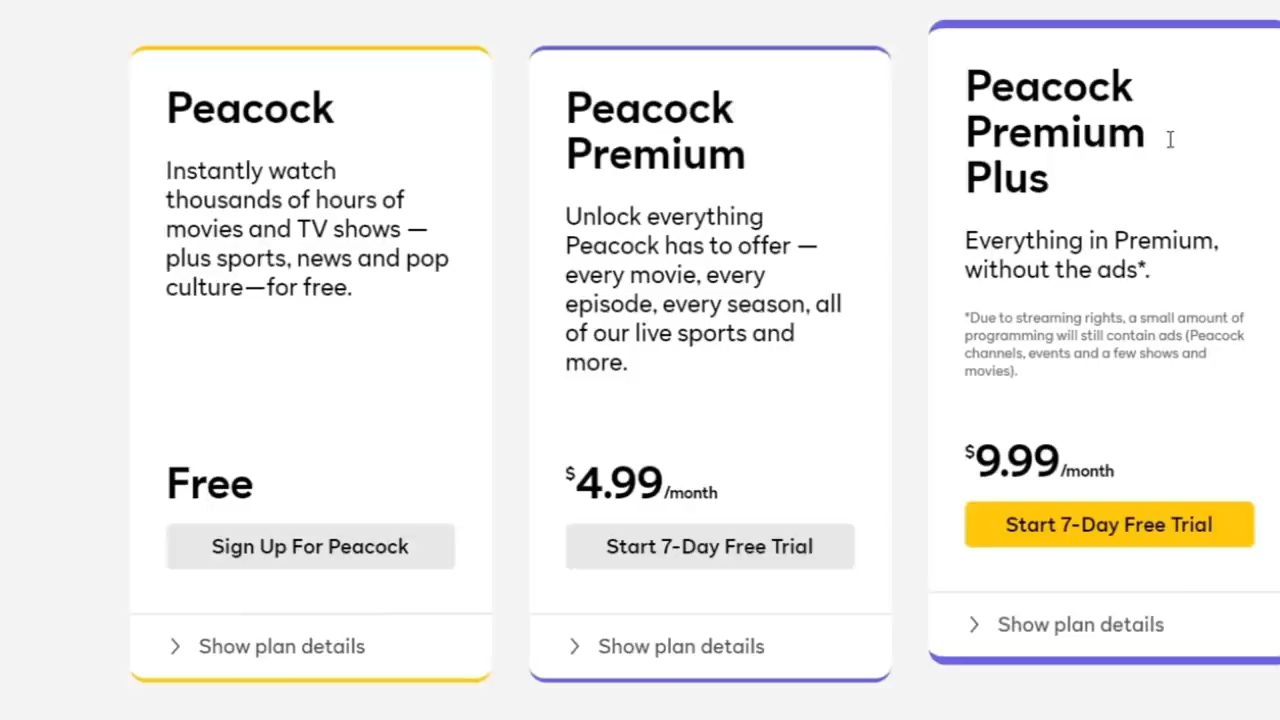 Peacock
Instantly watch
thousands of hours of
movies and TV shows —
plus sports, news and pop
culture—for free.
Free
Sign Up For Peacock
Show plan details
Peacock
Premium
Unlock everything
Peacock has to offer —
every movie, every
episode, every season, all
of our live sports and
more.
$4.99/month
Start 7-Day Free Trial
Show plan details
Peacock
Premium
Plus
Everything in Premium,
without the ads*.
*Due to streaming rights, a small amount of
programming will still contain ads (Peacock
channels, events and a few shows and
movies).
$9.99/month
Start 7-Day Free Trial
Show plan details